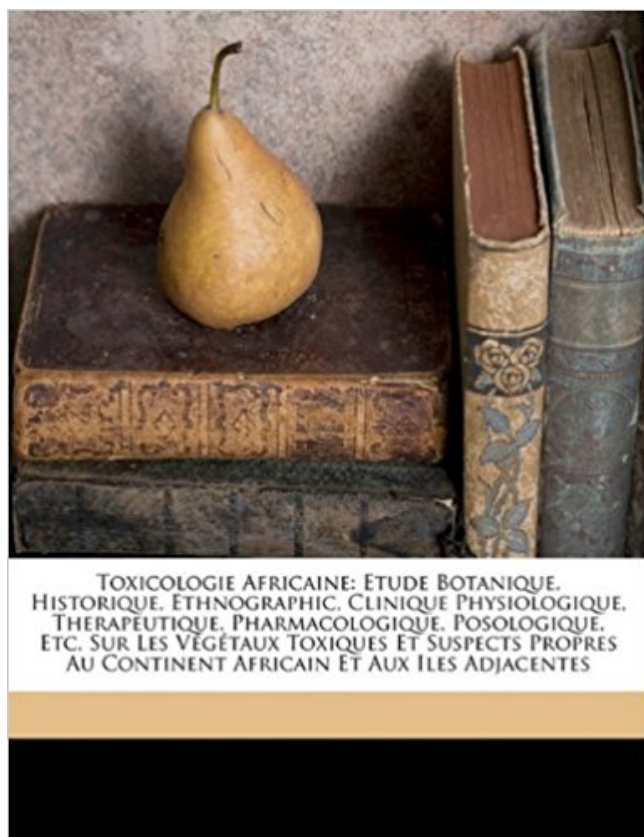 Toxicologie Africaine: Etude Botanique,
Historique, Ethnographic, Clinique Physiologique,
Therapeutique, Pharmacologique, Posologique,
Etc. Sur Les Végétaux Toxiques Et Suspects Propres
Au Continent Africain Et Aux Iles Adjacentes